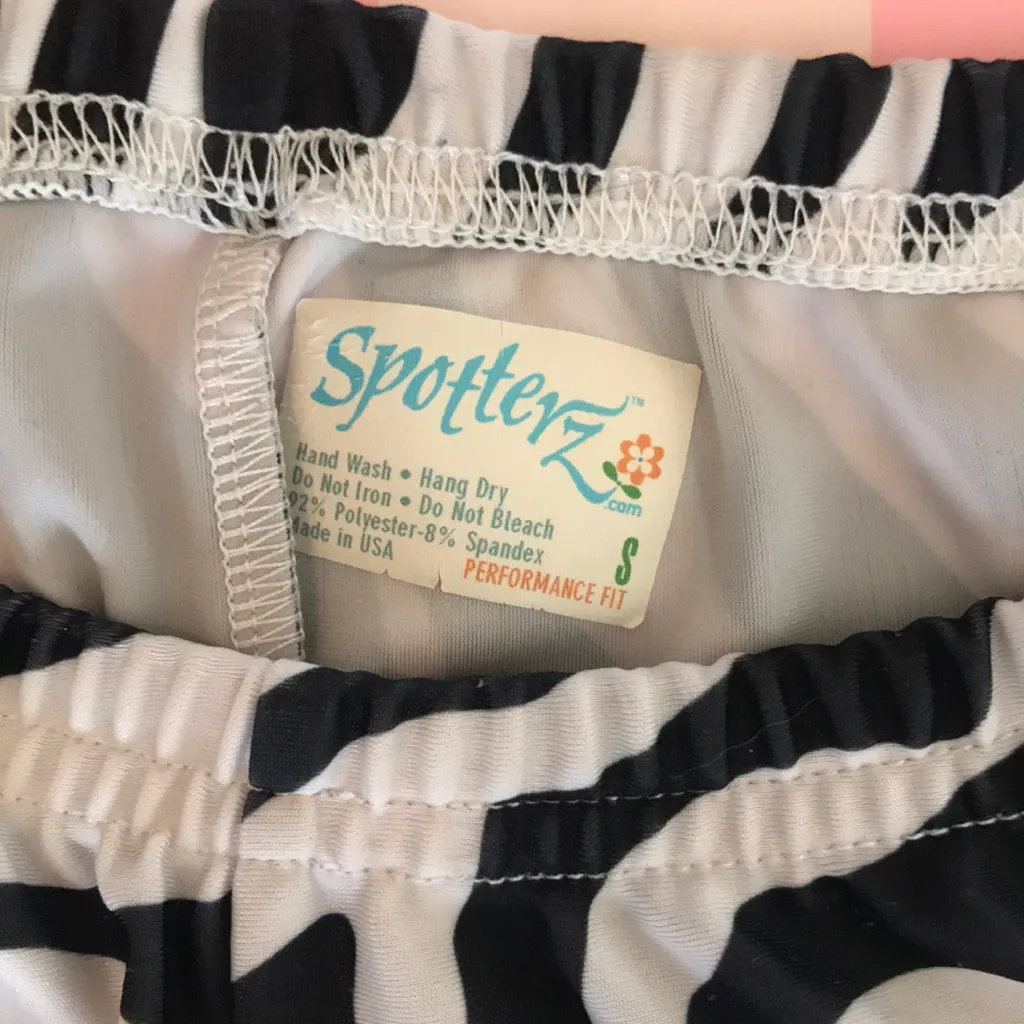 Spotterz™
.com
Hand Wash • Hang Dry
Do Not Iron • Do Not Bleach
92% Polyester-8% Spandex
Made in USA
S
PERFORMANCE FIT